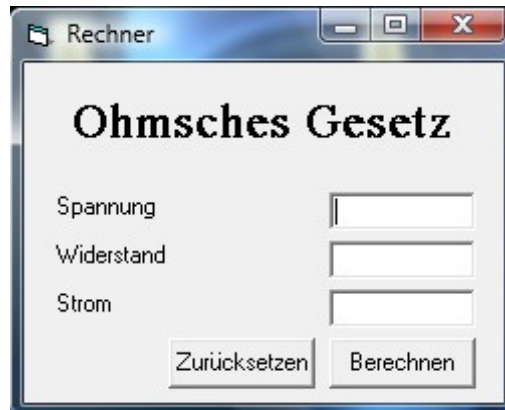 Rechner
Ohmsches Gesetz
Spannung
Widerstand
Strom
Zurücksetzen Berechnen